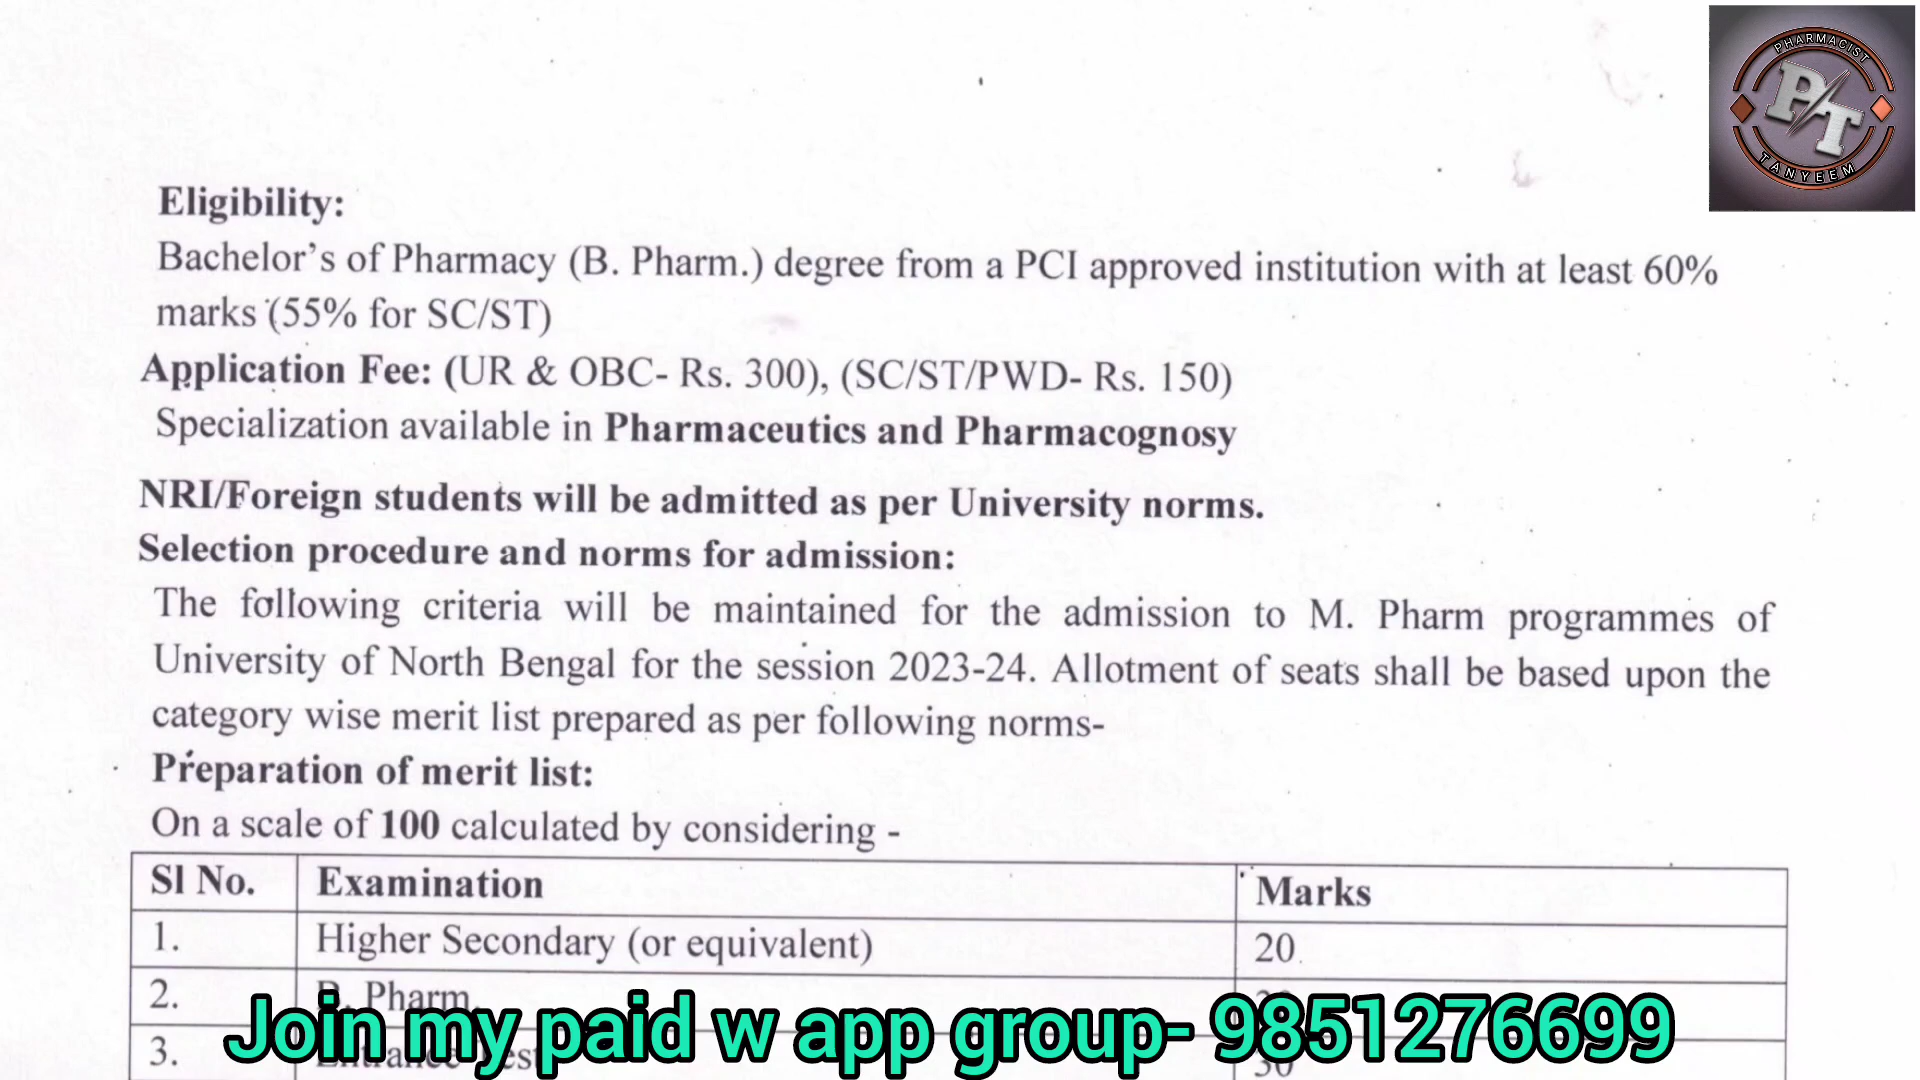 PHARMACIST
PT
TANYEEM
Eligibility:
Bachelor's of Pharmacy (B. Pharm.) degree from a PCI approved institution with at least 60%
marks (55% for SC/ST)
Application Fee: (UR & OBC- Rs. 300), (SC/ST/PWD- Rs. 150)
Specialization available in Pharmaceutics and Pharmacognosy
NRI/Foreign students will be admitted as per University norms.
Selection procedure and norms for admission:
The following criteria will be maintained for the admission to M. Pharm programmes of
University of North Bengal for the session 2023-24. Allotment of seats shall be based upon the
category wise merit list prepared as per following norms-
Preparation of merit list:
On a scale of 100 calculated by considering -
Sl No. Examination Marks
1. Higher Secondary (or equivalent) 20
2. B. Pharm.
3. Entrance Test
Join my paid w app group- 9851276699